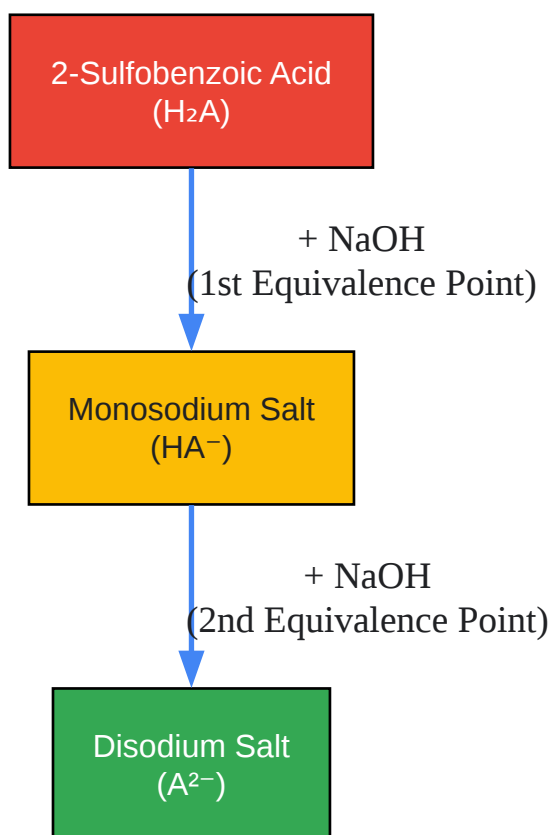 2-Sulfobenzoic Acid
(H₂A)
+ NaOH
(1st Equivalence Point)
Monosodium Salt
(HA⁻)
+ NaOH
(2nd Equivalence Point)
Disodium Salt
(A²⁻)